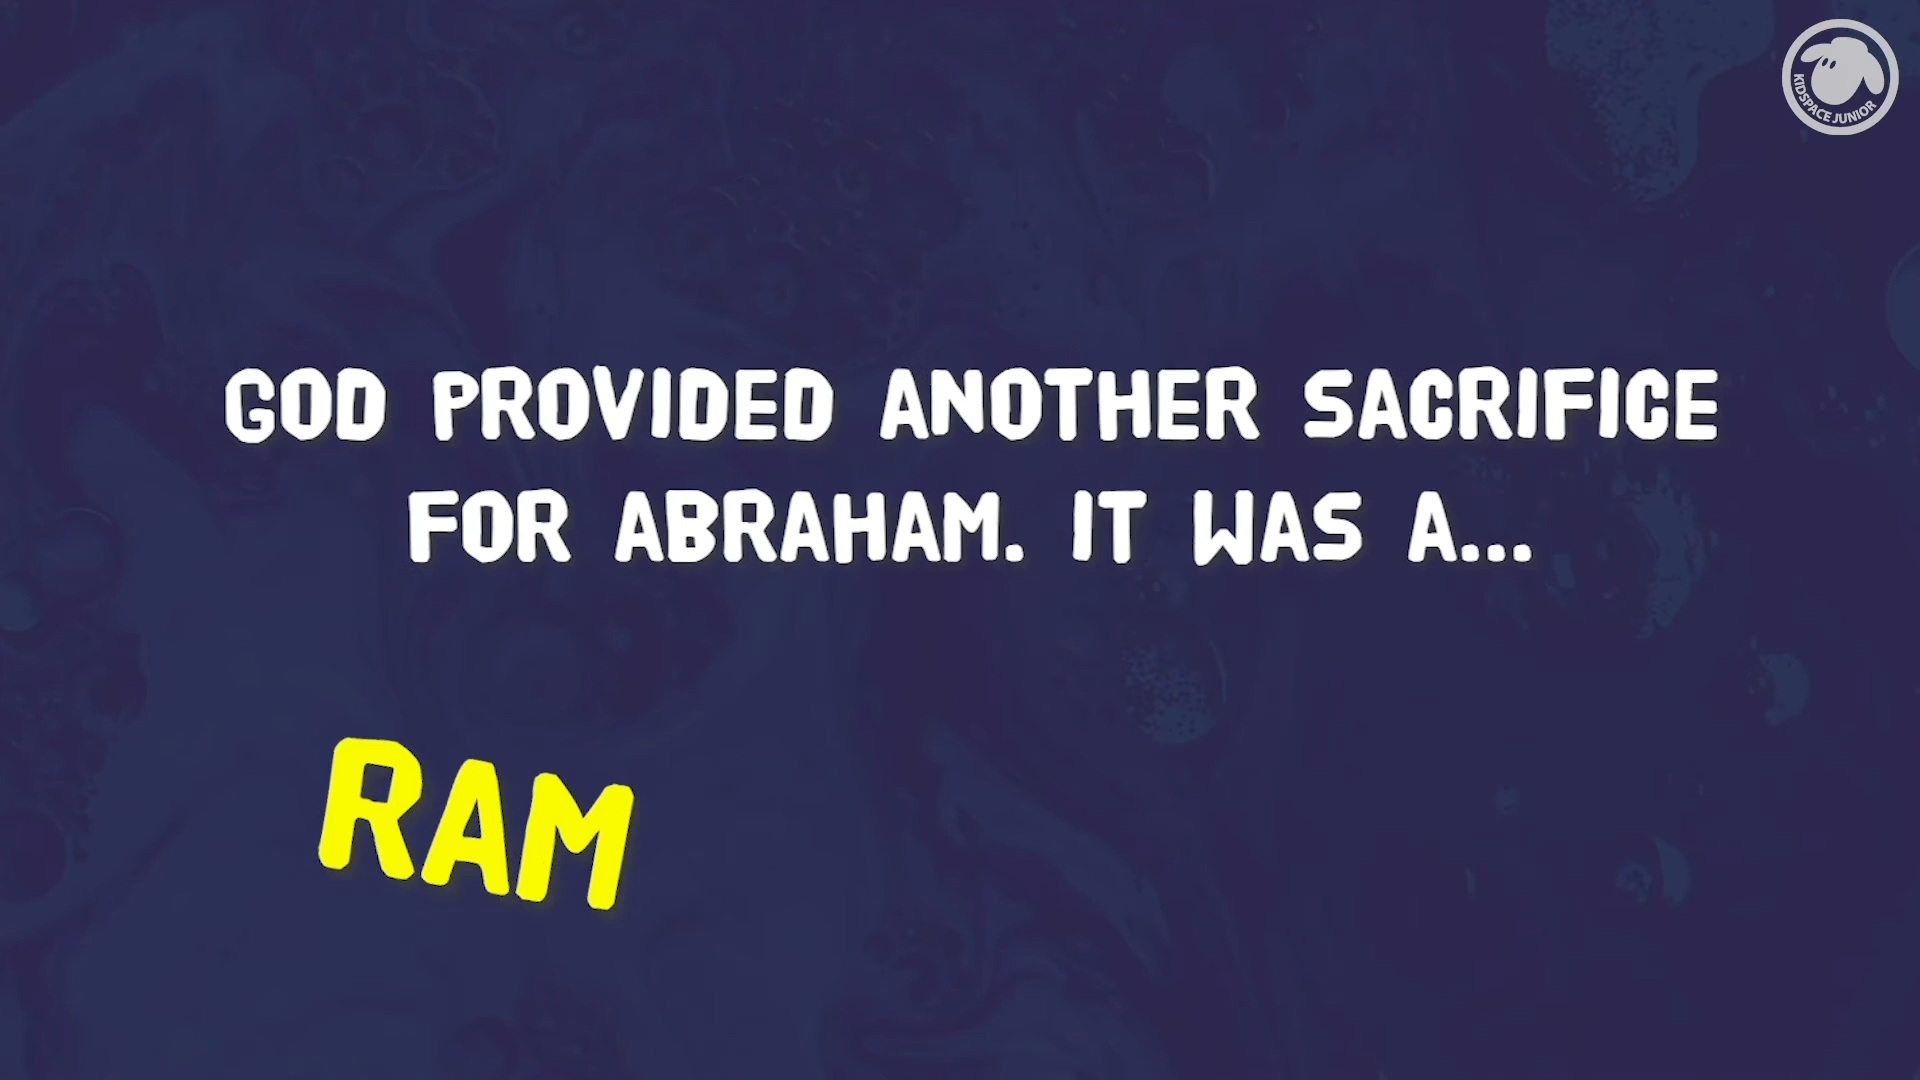 KIDSPACE JUNIOR
GOD PROVIDED ANOTHER SACRIFICE
FOR ABRAHAM. IT WAS A...
RAM